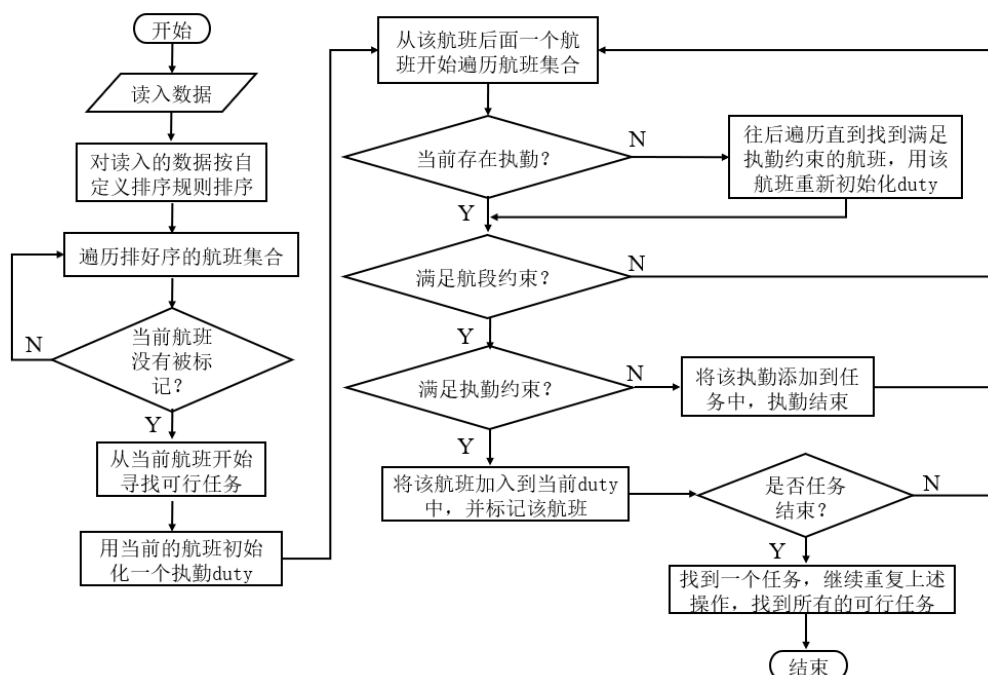 开始
读入数据
对读入的数据按自
定义排序规则排序
遍历排好序的航班集合
当前航班
没有被标
记？
N
Y
从当前航班开始
寻找可行任务
用当前的航班初始
化一个执勤duty
从该航班后面一个航
班开始遍历航班集合
当前存在执勤？
N
往后遍历直到找到满足
执勤约束的航班，用该
航班重新初始化duty
Y
满足航段约束？
N
Y
满足执勤约束？
N
将该执勤添加到任
务中，执勤结束
Y
将该航班加入到当前duty
中，并标记该航班
是否任务
结束？
N
Y
找到一个任务，继续重复上述
操作，找到所有的可行任务
结束